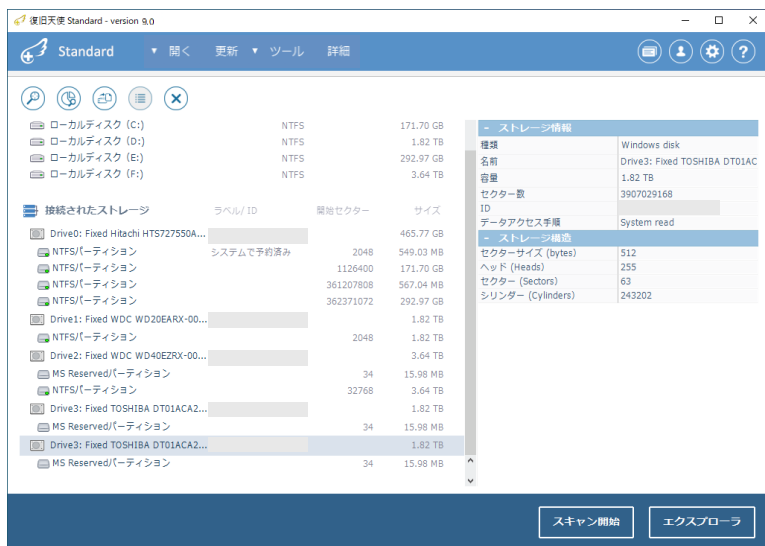 復旧天使 Standard - version 9.0
Standard ▼ 開く 更新 ▼ ツール 詳細
ローカルディスク (C:) NTFS 171.70 GB
ローカルディスク (D:) NTFS 1.82 TB
ローカルディスク (E:) NTFS 292.97 GB
ローカルディスク (F:) NTFS 3.64 TB
接続されたストレージ ラベル/ ID 開始セクター サイズ
Drive0: Fixed Hitachi HTS727550A... 465.77 GB
NTFSパーティション システムで予約済み 2048 549.03 MB
NTFSパーティション 1126400 171.70 GB
NTFSパーティション 361207808 567.04 MB
NTFSパーティション 362371072 292.97 GB
Drive1: Fixed WDC WD20EARX-00... 1.82 TB
NTFSパーティション 2048 1.82 TB
Drive2: Fixed WDC WD40EZRX-00... 3.64 TB
MS Reservedパーティション 34 15.98 MB
NTFSパーティション 32768 3.64 TB
Drive3: Fixed TOSHIBA DT01ACA2... 1.82 TB
MS Reservedパーティション 34 15.98 MB
Drive3: Fixed TOSHIBA DT01ACA2... 1.82 TB
MS Reservedパーティション 34 15.98 MB
- ストレージ情報
種類 Windows disk
名前 Drive3: Fixed TOSHIBA DT01AC
容量 1.82 TB
セクター数 3907029168
ID
データアクセス手順 System read
- ストレージ構造
セクターサイズ (bytes) 512
ヘッド (Heads) 255
セクター (Sectors) 63
シリンダー (Cylinders) 243202
スキャン開始 エクスプローラ